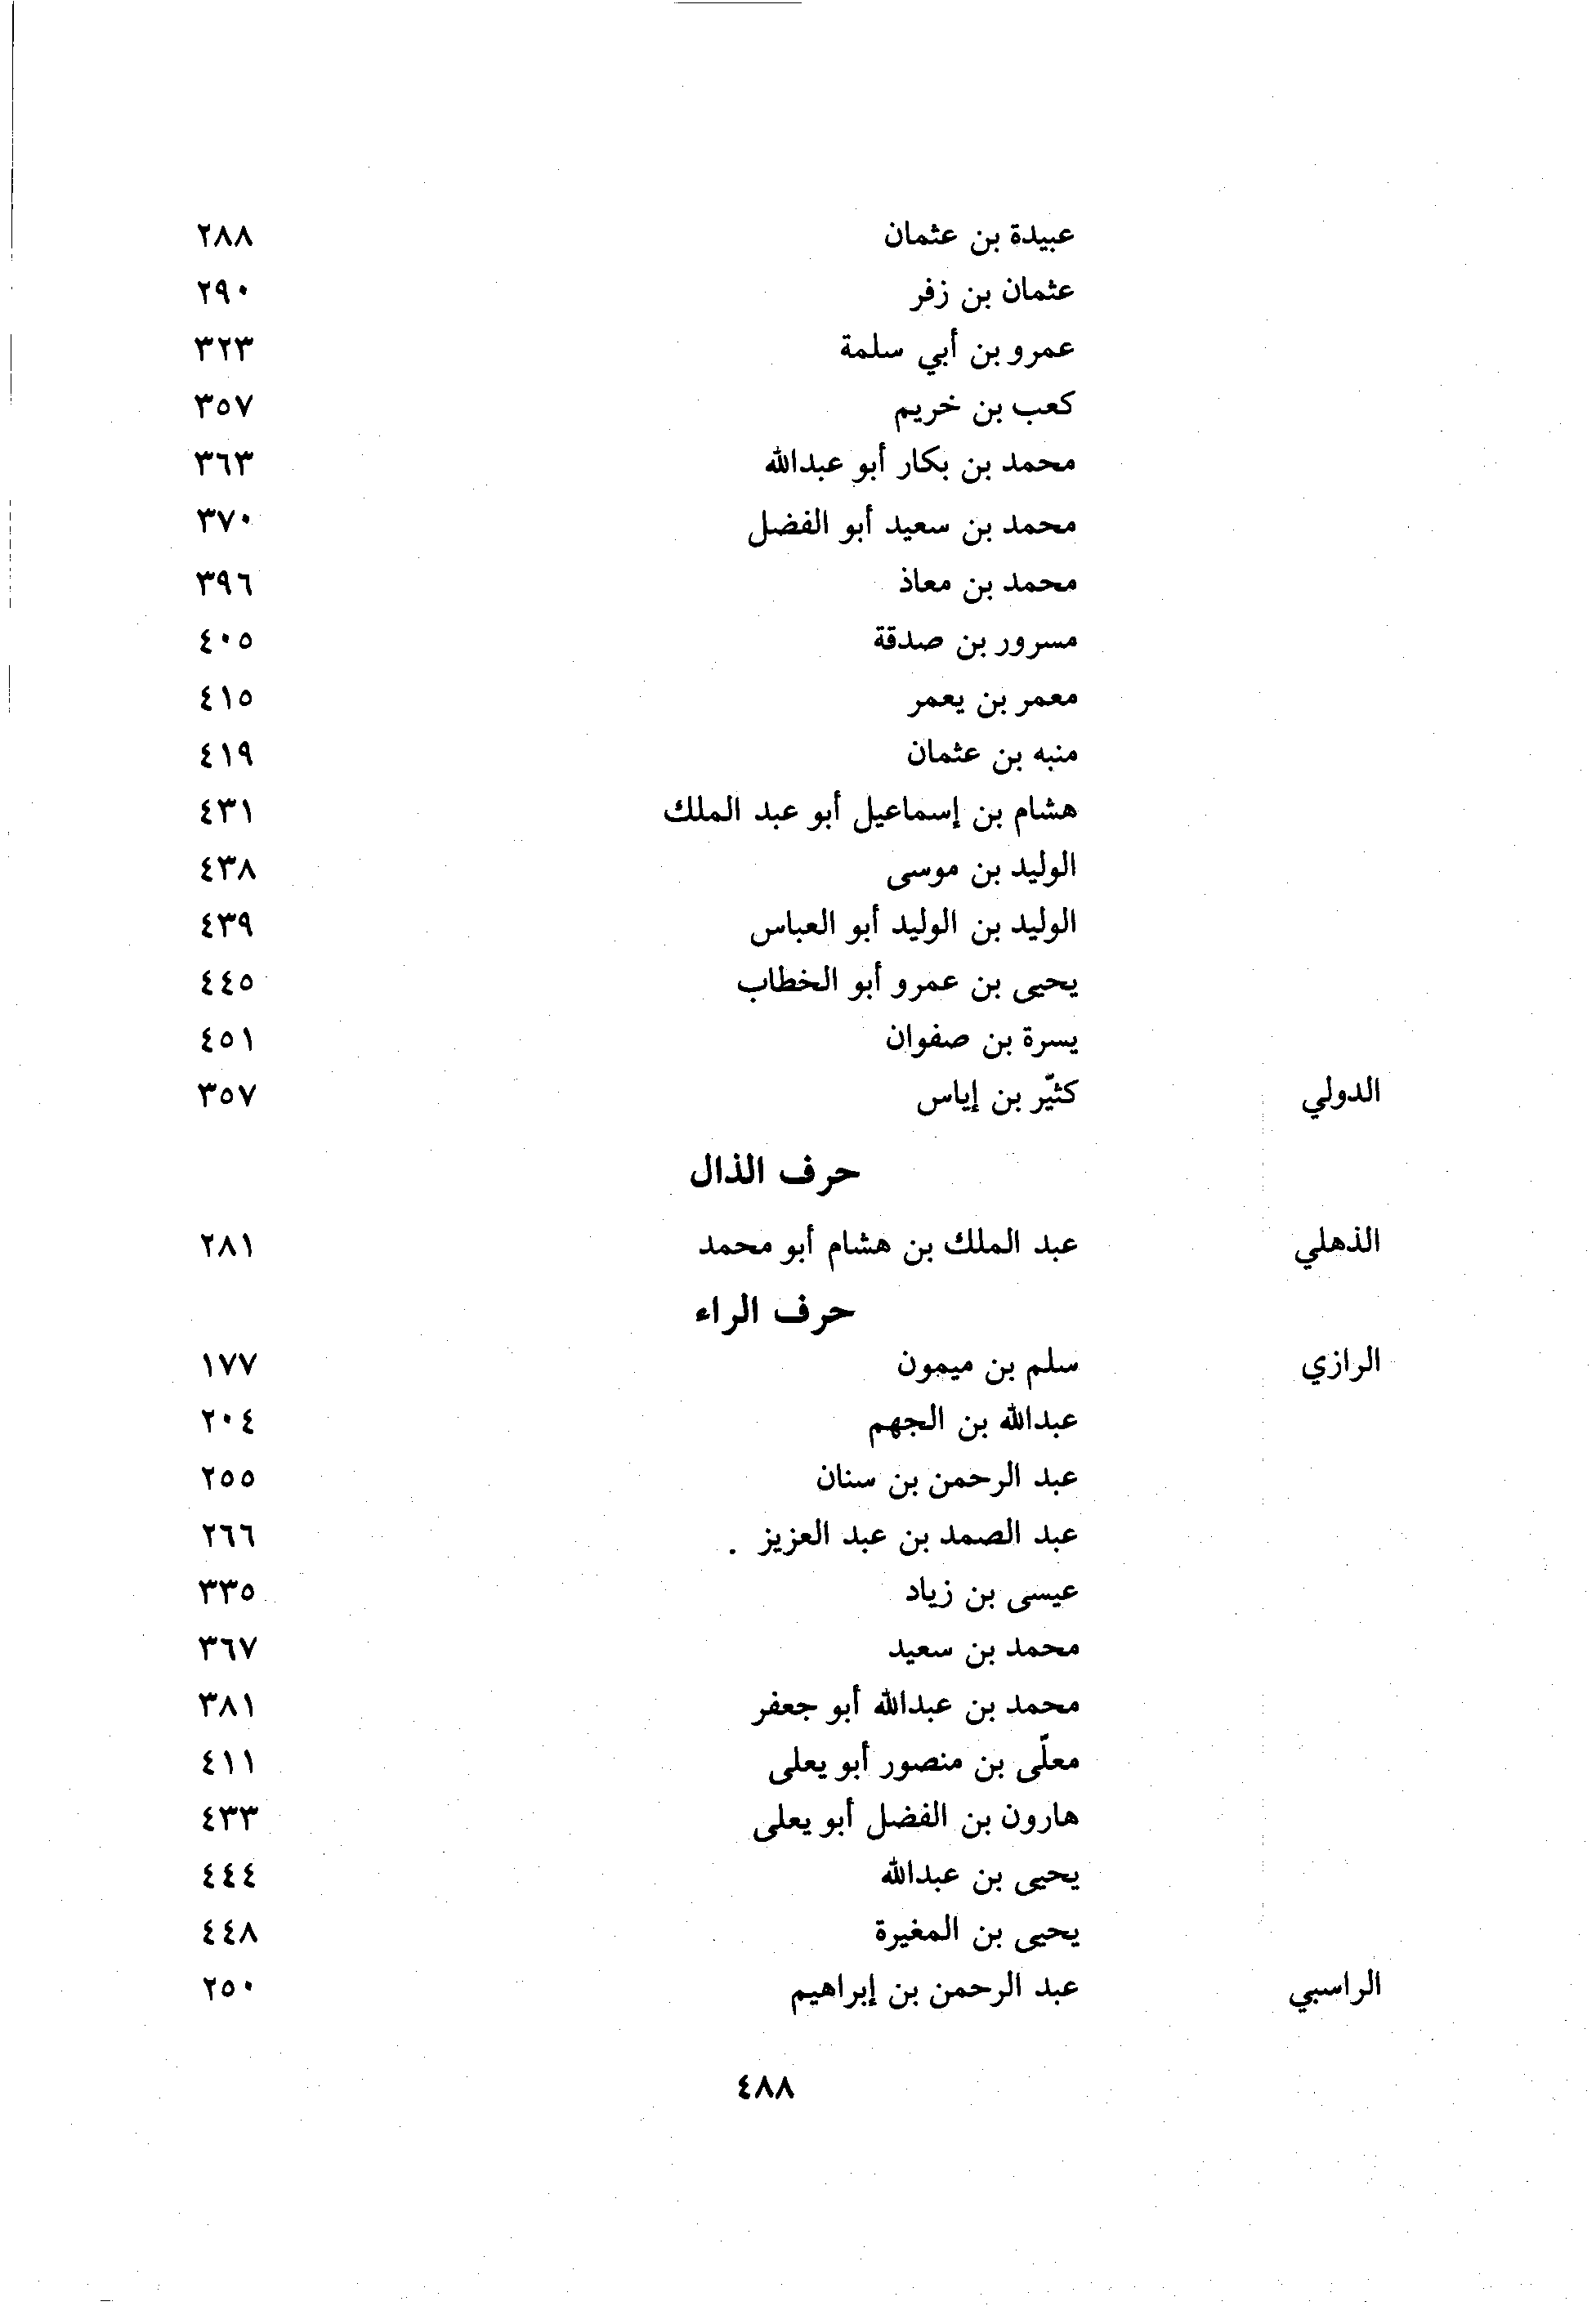 عبيدة بن عثمان ٢٨٨
عثمان بن زفر ٢٩٠
عمرو بن أبي سلمة ٣٢٣
كعب بن خريم ٣٥٧
محمد بن بكار أبو عبدالله ٣٦٣
محمد بن سعيد أبو الفضل ٣٧٠
محمد بن معاذ ٣٩٦
مسرور بن صدقة ٤٠٥
معمر بن يعمر ٤١٥
منبه بن عثمان ٤١٩
هشام بن إسماعيل أبو عبد الملك ٤٣١
الوليد بن موسى ٤٣٨
الوليد بن الوليد أبو العباس ٤٣٩
يحيى بن عمرو أبو الخطاب ٤٤٥
يسرة بن صفوان ٤٥١
الدولي كثيّر بن إياس ٣٥٧
حرف الذال
الذهلي عبد الملك بن هشام أبو محمد ٢٨١
حرف الراء
الرازي سلم بن ميمون ١٧٧
عبدالله بن الجهم ٢٠٤
عبد الرحمن بن سنان ٢٥٥
عبد الصمد بن عبد العزيز . ٢٦٦
عيسى بن زياد ٣٣٥
محمد بن سعيد ٣٦٧
محمد بن عبدالله أبو جعفر ٣٨١
معلّى بن منصور أبو يعلى ٤١١
هارون بن الفضل أبو يعلى ٤٣٣
يحيى بن عبدالله ٤٤٤
يحيى بن المغيرة ٤٤٨
الراسبي عبد الرحمن بن إبراهيم ٢٥٠
٤٨٨